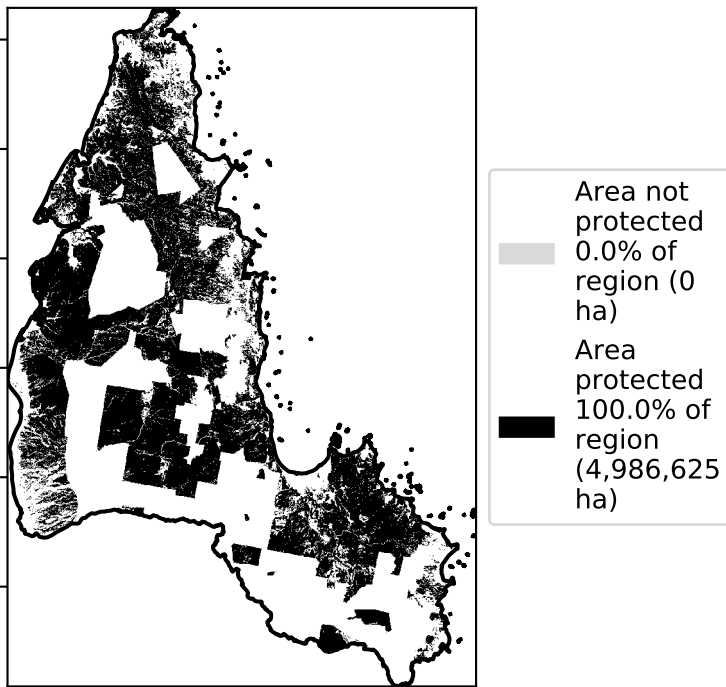 Area not
protected
0.0% of
region (0
ha)
Area
protected
100.0% of
region
(4,986,625
ha)